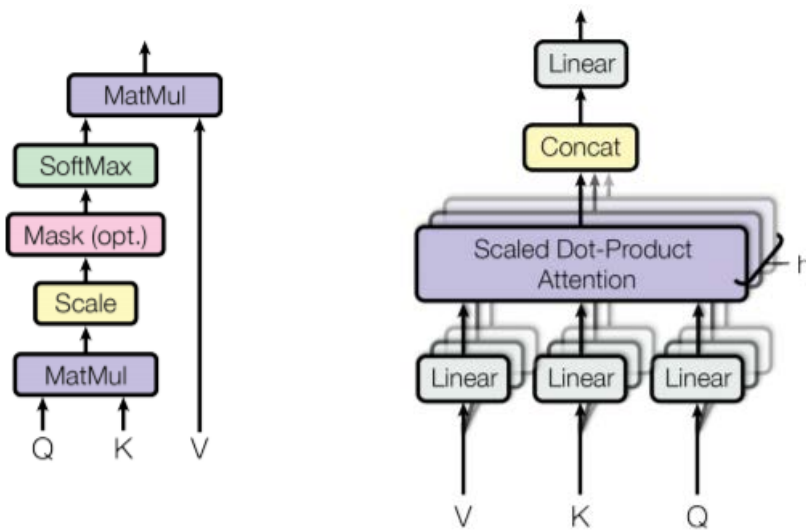 MatMul
SoftMax
Mask (opt.)
Scale
MatMul
Q K V
Linear
Concat
Scaled Dot-Product
Attention
h
Linear Linear Linear
V K Q